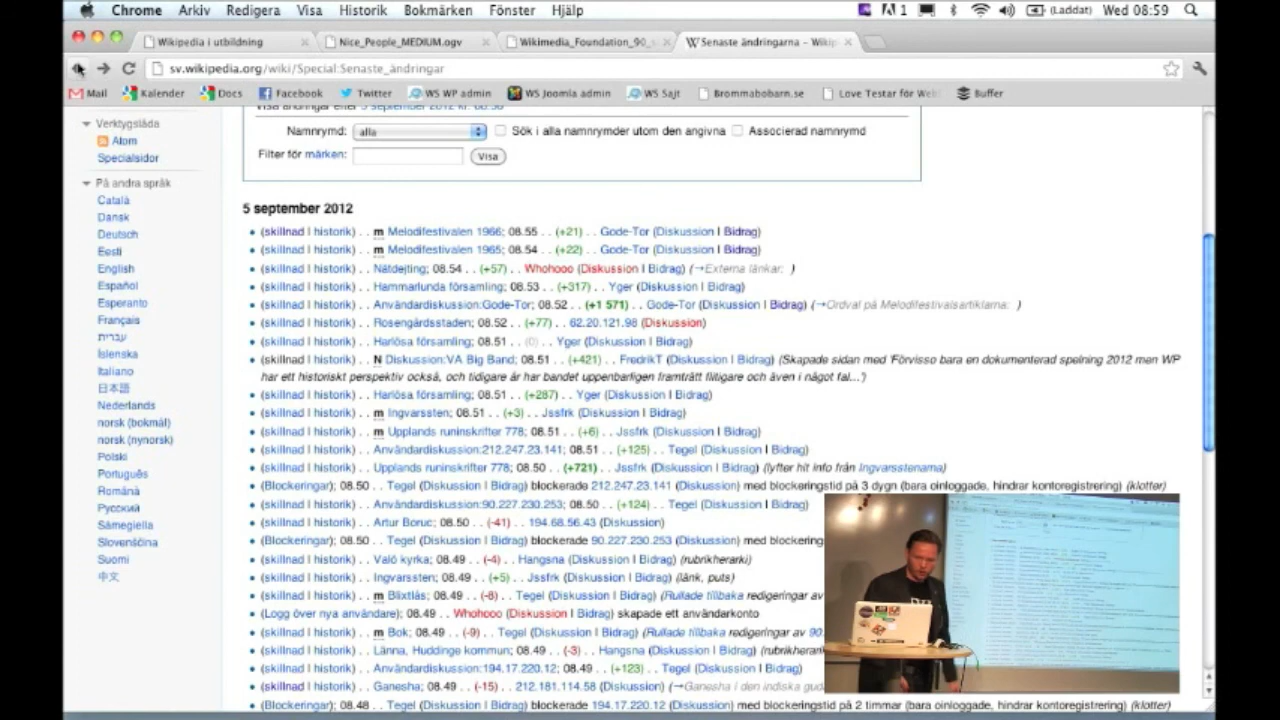 Chrome Arkiv Redigera Visa Historik Bokmärken Fönster Hjälp 1 (Laddat) Wed 08:59
Wikipedia i utbildning Nice_People_MEDIUM.ogv Wikimedia_Foundation_90_ Senaste ändringarna – Wikip
sv.wikipedia.org/wiki/Special:Senaste_ändringar
Mail Kalender Docs Facebook Twitter WS WP admin WS Joomla admin WS Sajt Brommabobarn.se Love Testar för Web Buffer
Visa ändringar efter 5 september 2012 kl. 08.56
Namnrymd: alla Sök i alla namnrymder utom den angivna Associerad namnrymd
Filter för märken: Visa
Verktygslåda
Atom
Specialsidor
På andra språk
Català
Dansk
Deutsch
Eesti
English
Español
Esperanto
Français
עברית
Íslenska
Italiano
日本語
Nederlands
norsk (bokmål)
norsk (nynorsk)
Polski
Português
Română
Русский
Sámegiella
Slovenščina
Suomi
中文
5 september 2012
(skillnad | historik) . . m Melodifestivalen 1966; 08.55 . . (+21) . . Gode-Tor (Diskussion | Bidrag)
(skillnad | historik) . . m Melodifestivalen 1965; 08.54 . . (+22) . . Gode-Tor (Diskussion | Bidrag)
(skillnad | historik) . . Nätdejting; 08.54 . . (+57) . . Whohooo (Diskussion | Bidrag) (→Externa länkar: )
(skillnad | historik) . . Hammarlunda församling; 08.53 . . (+317) . . Yger (Diskussion | Bidrag)
(skillnad | historik) . . Användardiskussion:Gode-Tor; 08.52 . . (+1 571) . . Gode-Tor (Diskussion | Bidrag) (→Ordval på Melodifestivalsartiklarna: )
(skillnad | historik) . . Rosengårdsstaden; 08.52 . . (+77) . . 62.20.121.98 (Diskussion)
(skillnad | historik) . . Harlösa församling; 08.51 . . (0) . . Yger (Diskussion | Bidrag)
(skillnad | historik) . . N Diskussion:VA Big Band; 08.51 . . (+421) . . FredrikT (Diskussion | Bidrag) (Skapade sidan med 'Förvisso bara en dokumenterad spelning 2012 men WP
har ett historiskt perspektiv också, och tidigare år har bandet uppenbarligen framträtt flitigare och även i något fal...')
(skillnad | historik) . . Harlösa församling; 08.51 . . (+287) . . Yger (Diskussion | Bidrag)
(skillnad | historik) . . m Ingvarssten; 08.51 . . (+3) . . Jssfrk (Diskussion | Bidrag)
(skillnad | historik) . . m Upplands runinskrifter 778; 08.51 . . (+6) . . Jssfrk (Diskussion | Bidrag)
(skillnad | historik) . . Användardiskussion:212.247.23.141; 08.51 . . (+125) . . Tegel (Diskussion | Bidrag)
(skillnad | historik) . . Upplands runinskrifter 778; 08.50 . . (+721) . . Jssfrk (Diskussion | Bidrag) (lyfter hit info från Ingvarsstenarna)
(Blockeringar); 08.50 . . Tegel (Diskussion | Bidrag) blockerade 212.247.23.141 (Diskussion) med blockeringstid på 3 dygn (bara oinloggade, hindrar kontoregistrering) (klotter)
(skillnad | historik) . . Användardiskussion:90.227.230.253; 08.50 . . (+124) . . Tegel (Diskussion | Bidrag)
(skillnad | historik) . . Artur Boruc; 08.50 . . (-41) . . 194.68.56.43 (Diskussion)
(Blockeringar); 08.50 . . Tegel (Diskussion | Bidrag) blockerade 90.227.230.253 (Diskussion) med blockering
(skillnad | historik) . . Valö kyrka; 08.49 . . (-4) . . Hangsna (Diskussion | Bidrag) (rubrikherarki)
(skillnad | historik) . . Ingvarssten; 08.49 . . (+5) . . Jssfrk (Diskussion | Bidrag) (länk, puts)
(skillnad | historik) . . m Blixtlås; 08.49 . . (-8) . . Tegel (Diskussion | Bidrag) (Rullade tillbaka redigeringar av
(Logg över nya användare); 08.49 . . Whohooo (Diskussion | Bidrag) skapade ett användarkonto
(skillnad | historik) . . m Bok; 08.49 . . (-9) . . Tegel (Diskussion | Bidrag) (Rullade tillbaka redigeringar av 90.
(skillnad | historik) . . Länna, Huddinge kommun; 08.49 . . (-3) . . Hangsna (Diskussion | Bidrag) (rubrikherark
(skillnad | historik) . . Användardiskussion:194.17.220.12; 08.49 . . (+123) . . Tegel (Diskussion | Bidrag)
(skillnad | historik) . . Ganesha; 08.49 . . (-15) . . 212.181.114.58 (Diskussion) (→Ganesha i den indiska gud
(Blockeringar); 08.48 . . Tegel (Diskussion | Bidrag) blockerade 194.17.220.12 (Diskussion) med blockeringstid på 2 timmar (bara oinloggade, hindrar kontoregistrering) (klotter)